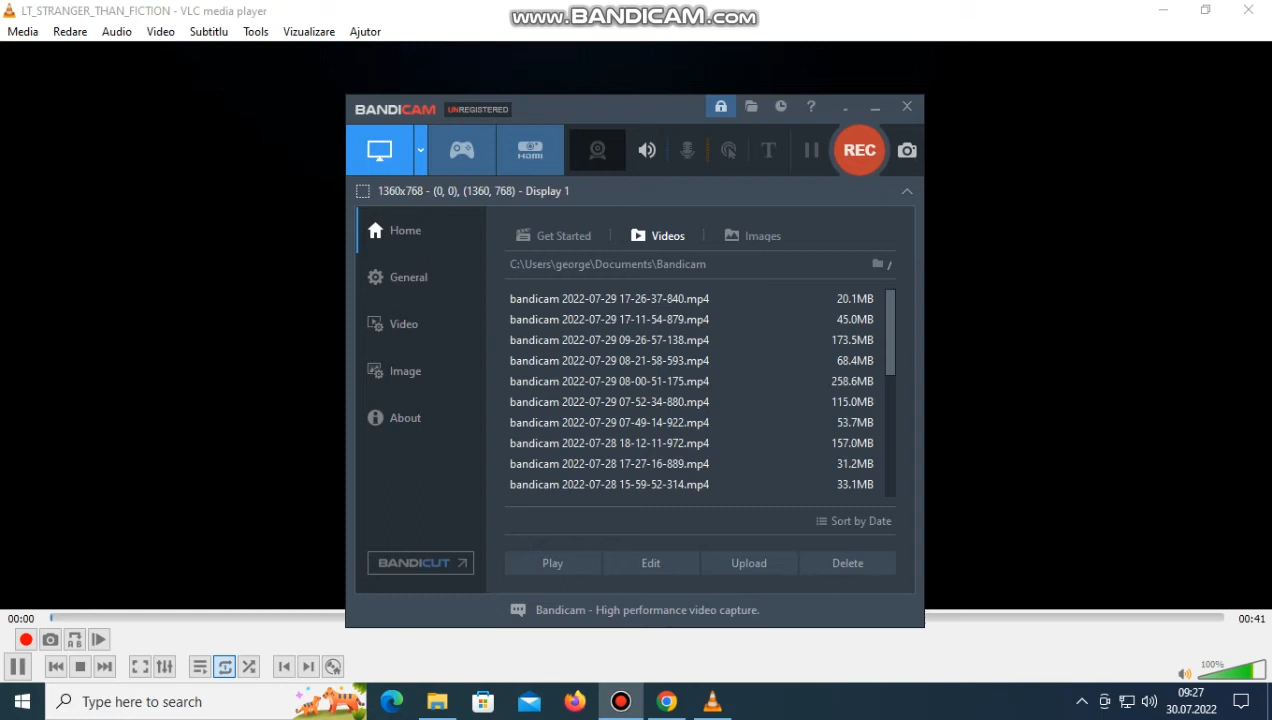 LT_STRANGER_THAN_FICTION - VLC media player
www.BANDICAM.com
Media Redare Audio Video Subtitlu Tools Vizualizare Ajutor
BANDICAM UNREGISTERED
HDMI REC
1360x768 - (0, 0), (1360, 768) - Display 1
Home
General
Video
Image
About
BANDICUT
Get Started Videos Images
C:\Users\george\Documents\Bandicam
bandicam 2022-07-29 17-26-37-840.mp4 20.1MB
bandicam 2022-07-29 17-11-54-879.mp4 45.0MB
bandicam 2022-07-29 09-26-57-138.mp4 173.5MB
bandicam 2022-07-29 08-21-58-593.mp4 68.4MB
bandicam 2022-07-29 08-00-51-175.mp4 258.6MB
bandicam 2022-07-29 07-52-34-880.mp4 115.0MB
bandicam 2022-07-29 07-49-14-922.mp4 53.7MB
bandicam 2022-07-28 18-12-11-972.mp4 157.0MB
bandicam 2022-07-28 17-27-16-889.mp4 31.2MB
bandicam 2022-07-28 15-59-52-314.mp4 33.1MB
Sort by Date
Play Edit Upload Delete
Bandicam - High performance video capture.
00:00 00:41
A B
100%
Type here to search
09:27
30.07.2022